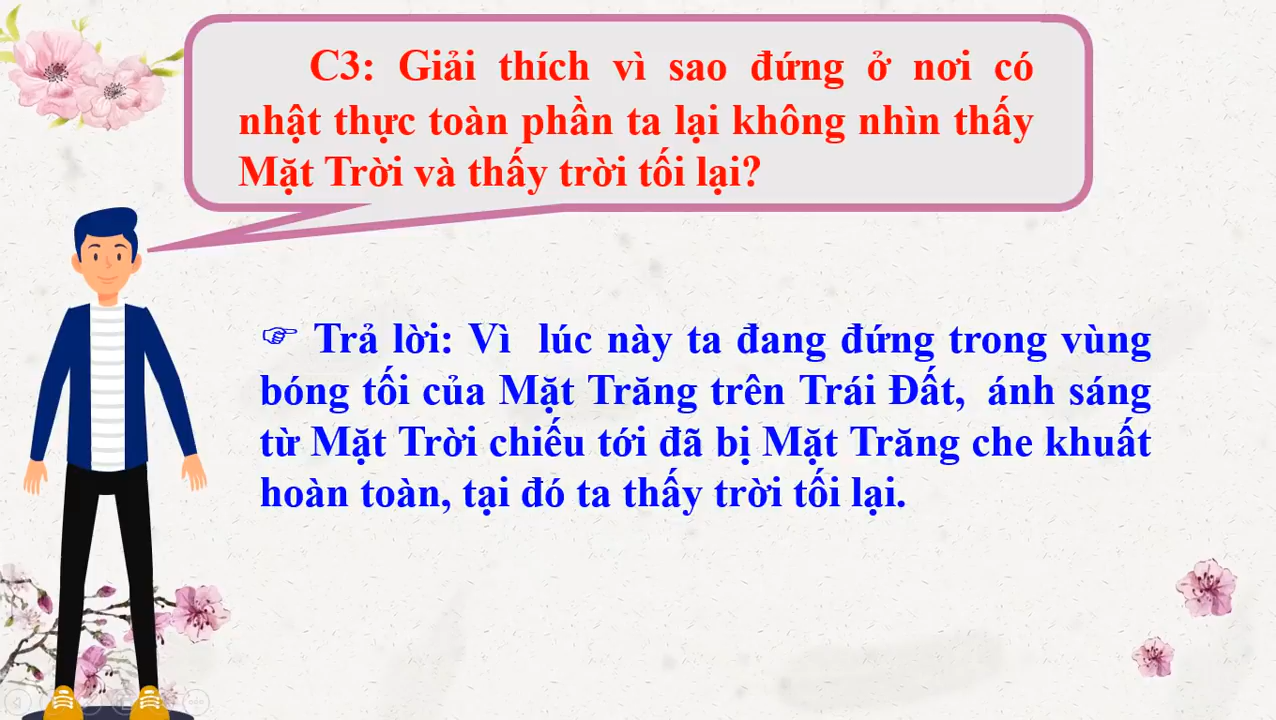 C3: Giải thích vì sao đứng ở nơi có
nhật thực toàn phần ta lại không nhìn thấy
Mặt Trời và thấy trời tối lại?
☞ Trả lời: Vì lúc này ta đang đứng trong vùng
bóng tối của Mặt Trăng trên Trái Đất, ánh sáng
từ Mặt Trời chiếu tới đã bị Mặt Trăng che khuất
hoàn toàn, tại đó ta thấy trời tối lại.